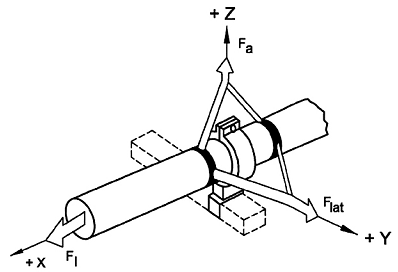 + Z
Fa
Flat
+ Y
Fl
+ X